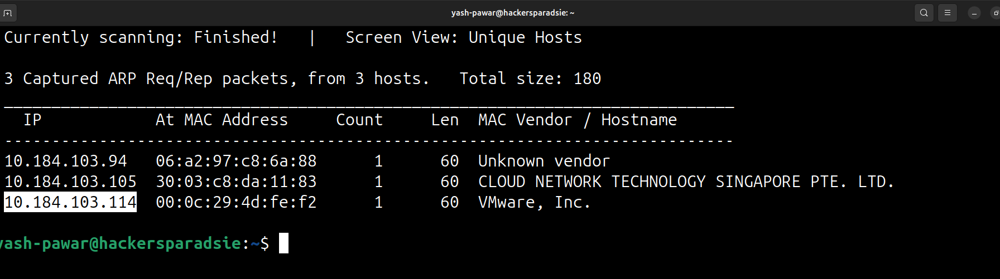 yash-pawar@hackersparadsie: ~
Currently scanning: Finished!   |   Screen View: Unique Hosts
3 Captured ARP Req/Rep packets, from 3 hosts.   Total size: 180
_____________________________________________________________________________
  IP            At MAC Address     Count     Len  MAC Vendor / Hostname
-----------------------------------------------------------------------------
10.184.103.94   06:a2:97:c8:6a:88      1      60  Unknown vendor
10.184.103.105  30:03:c8:da:11:83      1      60  CLOUD NETWORK TECHNOLOGY SINGAPORE PTE. LTD.
10.184.103.114  00:0c:29:4d:fe:f2      1      60  VMware, Inc.
yash-pawar@hackersparadsie:~$